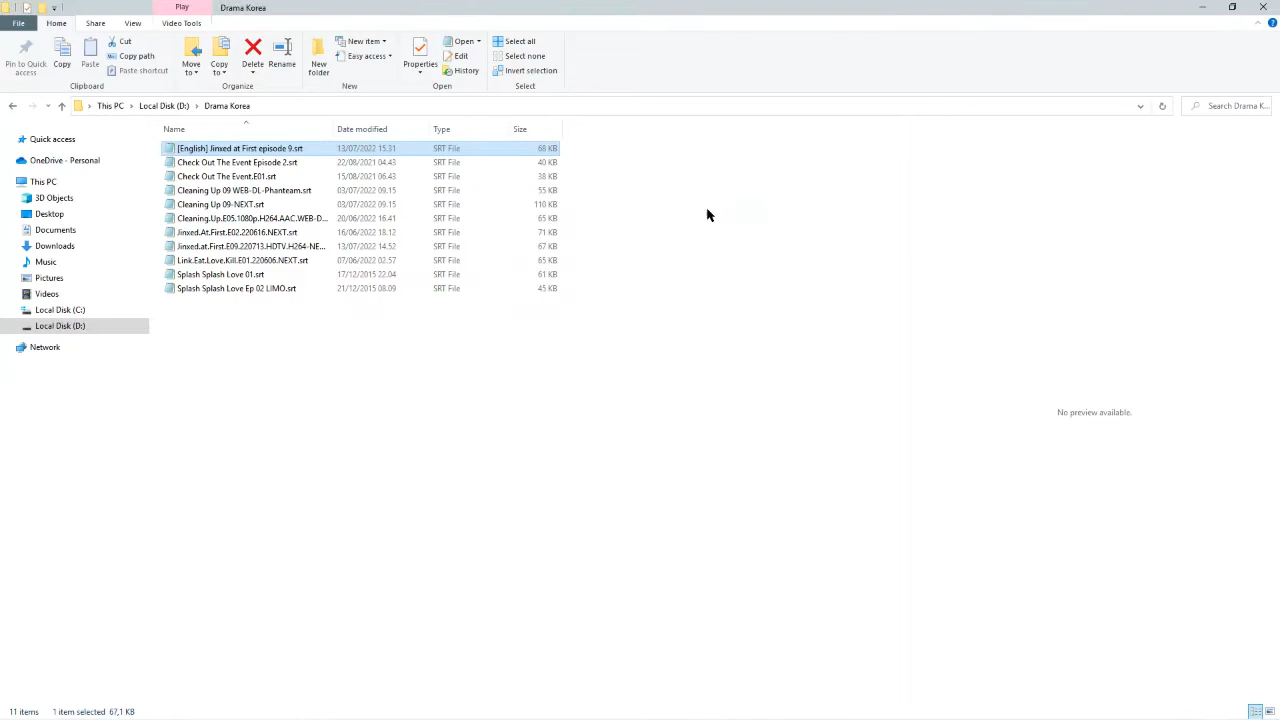 Play Drama Korea
File Home Share View Video Tools
Pin to Quick access
Copy
Paste
Cut
Copy path
Paste shortcut
Clipboard
Move to
Copy to
Delete
Rename
Organize
New folder
New item
Easy access
New
Properties
Open
Edit
History
Open
Select all
Select none
Invert selection
Select
This PC Local Disk (D:) Drama Korea
Search Drama K...
Quick access
OneDrive - Personal
This PC
3D Objects
Desktop
Documents
Downloads
Music
Pictures
Videos
Local Disk (C:)
Local Disk (D:)
Network
Name Date modified Type Size
[English] Jinxed at First episode 9.srt 13/07/2022 15.31 SRT File 68 KB
Check Out The Event Episode 2.srt 22/08/2021 04.43 SRT File 40 KB
Check Out The Event.E01.srt 15/08/2021 06.43 SRT File 38 KB
Cleaning Up 09 WEB-DL-Phanteam.srt 03/07/2022 09.15 SRT File 55 KB
Cleaning Up 09-NEXT.srt 03/07/2022 09.15 SRT File 110 KB
Cleaning.Up.E05.1080p.H264.AAC.WEB-D... 20/06/2022 16.41 SRT File 65 KB
Jinxed.At.First.E02.220616.NEXT.srt 16/06/2022 18.12 SRT File 71 KB
Jinxed.at.First.E09.220713.HDTV.H264-NE... 13/07/2022 14.52 SRT File 67 KB
Link.Eat.Love.Kill.E01.220606.NEXT.srt 07/06/2022 02.57 SRT File 65 KB
Splash Splash Love 01.srt 17/12/2015 22.04 SRT File 61 KB
Splash Splash Love Ep 02 LIMO.srt 21/12/2015 08.09 SRT File 45 KB
No preview available.
11 items 1 item selected 67,1 KB